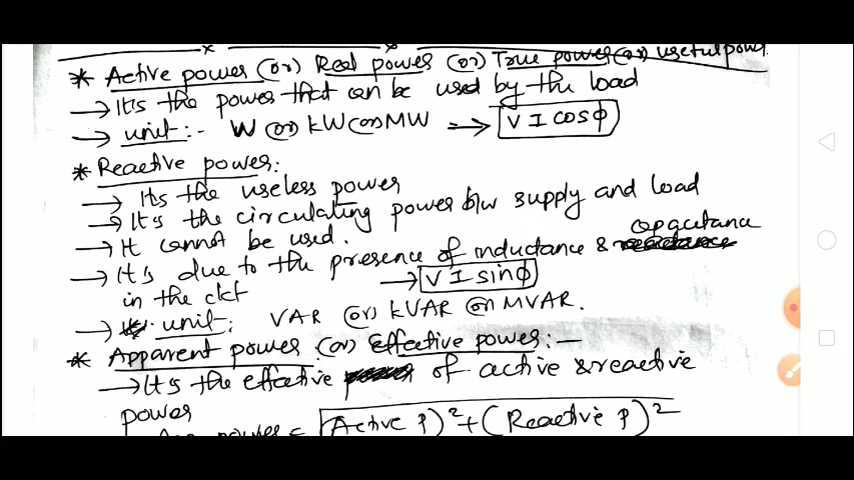 * Active power (or) Real power (or) True power (or) useful power
→ It's the power that can be used by the load
→ unit:- W (or) kW (or) MW → VI cosϕ
* Reactive power:
→ Its the useless power
→ It's the circulating power b/w supply and load
→ It cannot be used.
→ It's due to the presence of inductance & capacitance
in the ckt → VI sinϕ
→ unit: VAR (or) kVAR (or) MVAR.
* Apparent power (or) Effective power:-
→ It's the effective of active & reactive
power
power = √(Active P)² + (Reactive P)²